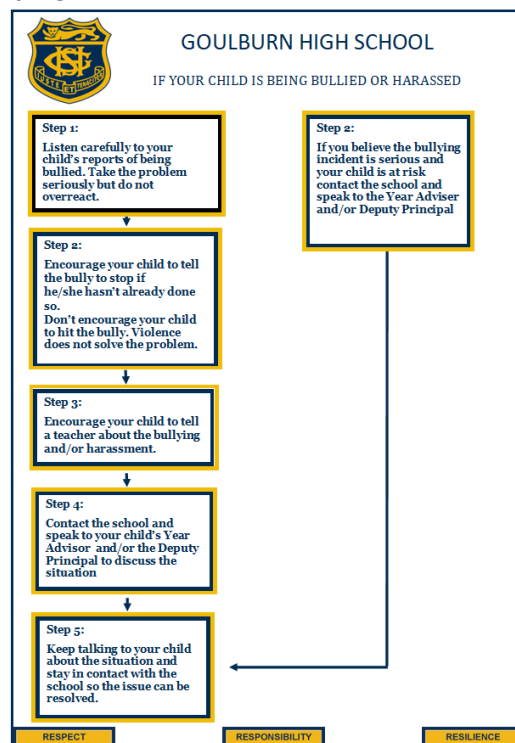 GOULBURN HIGH SCHOOL
IF YOUR CHILD IS BEING BULLIED OR HARASSED
Step 1:
Listen carefully to your
child's reports of being
bullied. Take the problem
seriously but do not
overreact.
Step 2:
If you believe the bullying
incident is serious and
your child is at risk
contact the school and
speak to the Year Adviser
and/or Deputy Principal
Step 2:
Encourage your child to tell
the bully to stop if
he/she hasn't already done
so.
Don't encourage your child
to hit the bully. Violence
does not solve the problem.
Step 3:
Encourage your child to tell
a teacher about the bullying
and/or harassment.
Step 4:
Contact the school and
speak to your child's Year
Advisor and/or the Deputy
Principal to discuss the
situation
Step 5:
Keep talking to your child
about the situation and
stay in contact with the
school so the issue can be
resolved.
RESPECT
RESPONSIBILITY
RESILIENCE